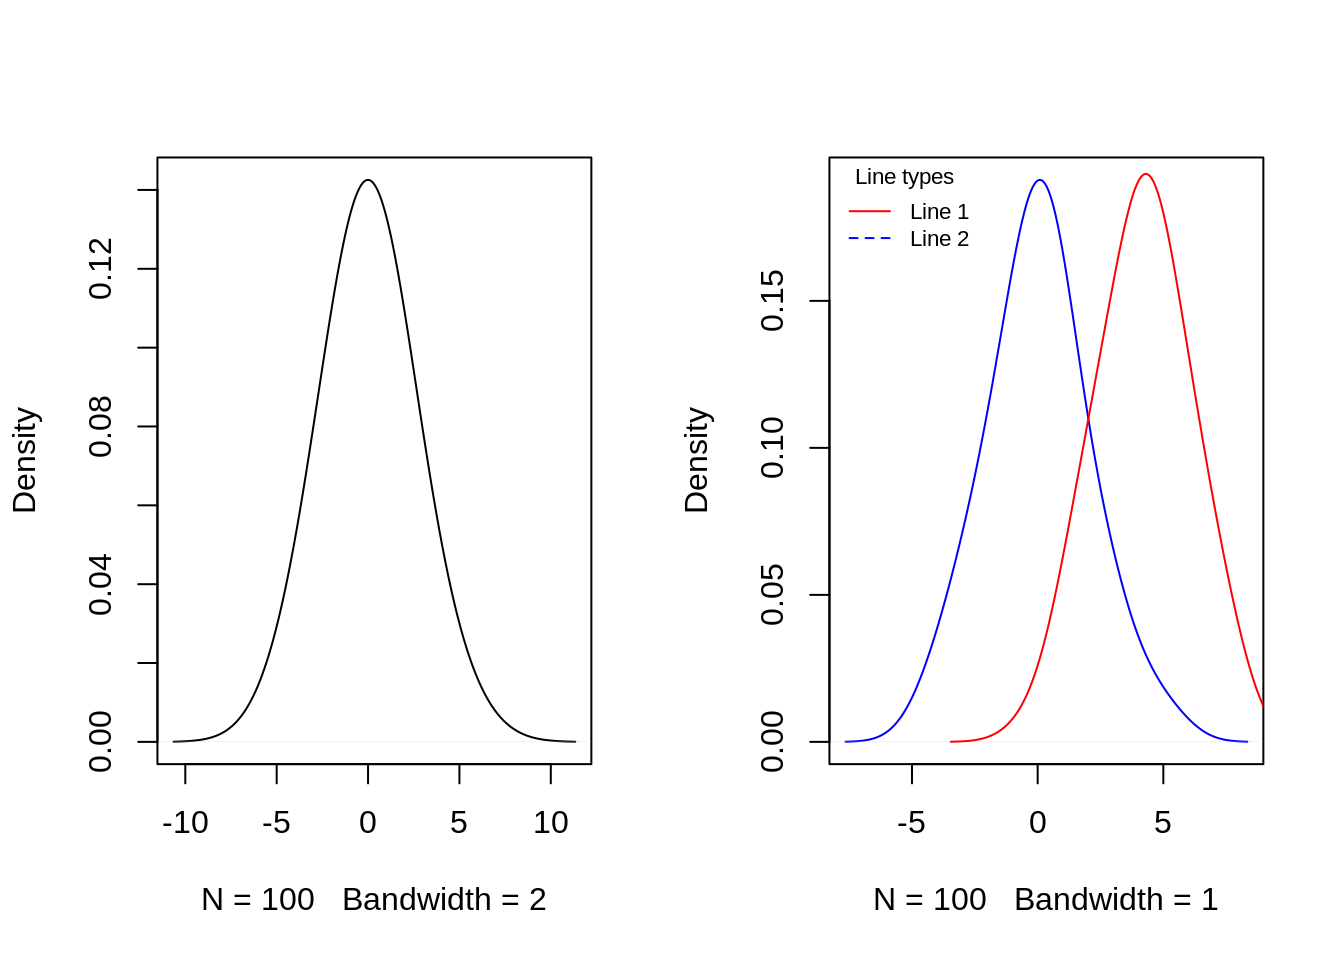 Density
0.00 0.04 0.08 0.12
-10 -5 0 5 10
N = 100 Bandwidth = 2
Line types
Line 1
Line 2
Density
0.00 0.05 0.10 0.15
-5 0 5
N = 100 Bandwidth = 1